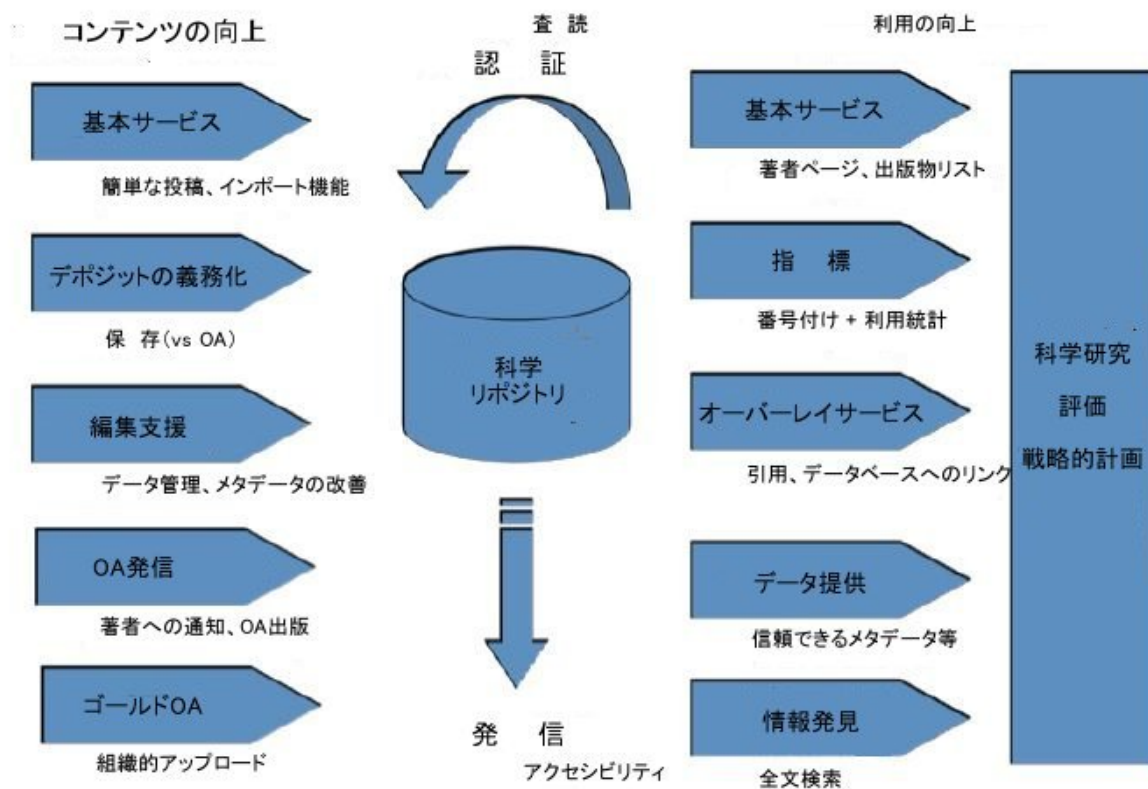 コンテンツの向上
基本サービス
簡単な投稿、インポート機能
デポジットの義務化
保 存(vs OA)
編集支援
データ管理、メタデータの改善
OA発信
著者への通知、OA出版
ゴールドOA
組織的アップロード
査 読
認 証
科学
リポジトリ
発 信
アクセシビリティ
利用の向上
基本サービス
著者ページ、出版物リスト
指 標
番号付け + 利用統計
オーバーレイサービス
引用、データベースへのリンク
データ提供
信頼できるメタデータ等
情報発見
全文検索
科学研究
評価
戦略的計画